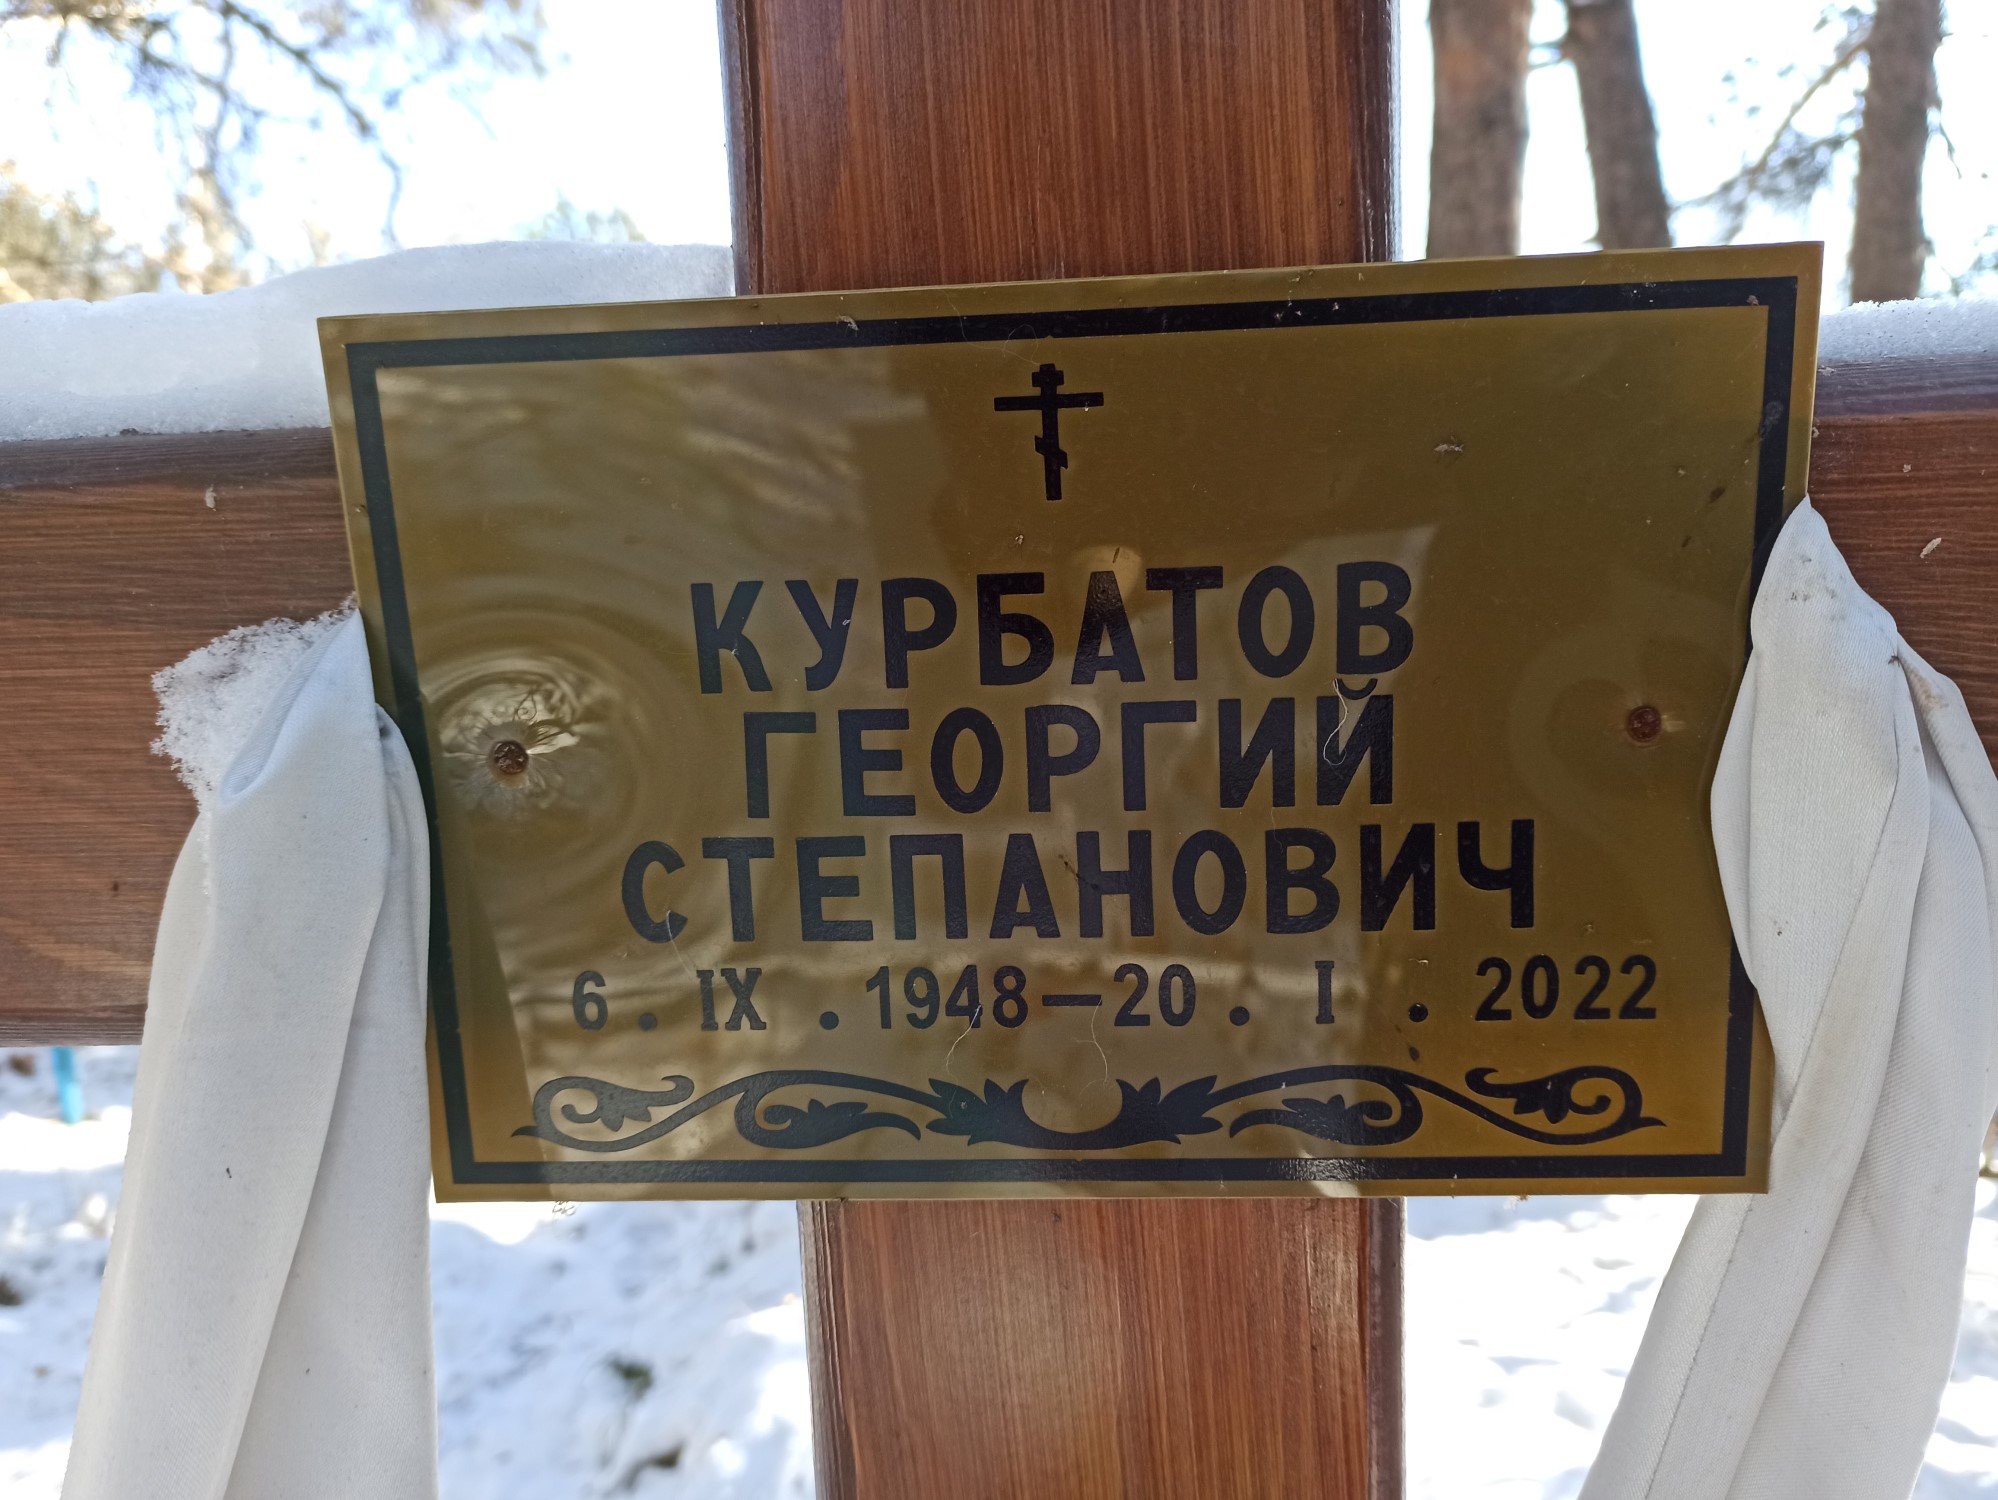 КУРБАТОВ
ГЕОРГИЙ
СТЕПАНОВИЧ
6 . IX . 1948—20 . I . 2022